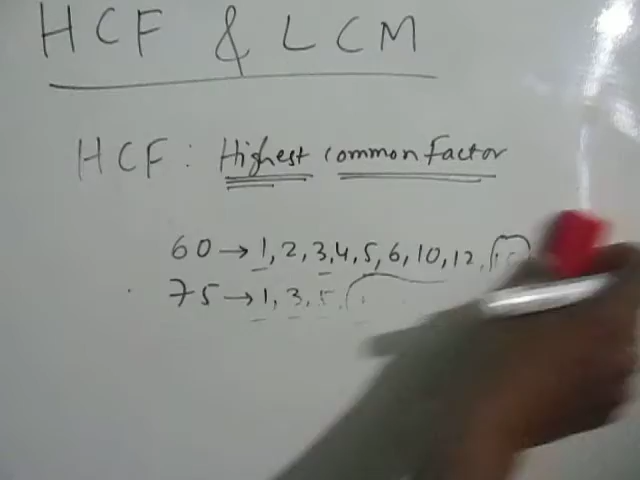 HCF & LCM
HCF: Highest common factor
60→1,2,3,4,5,6,10,12,
75→1,3,5,